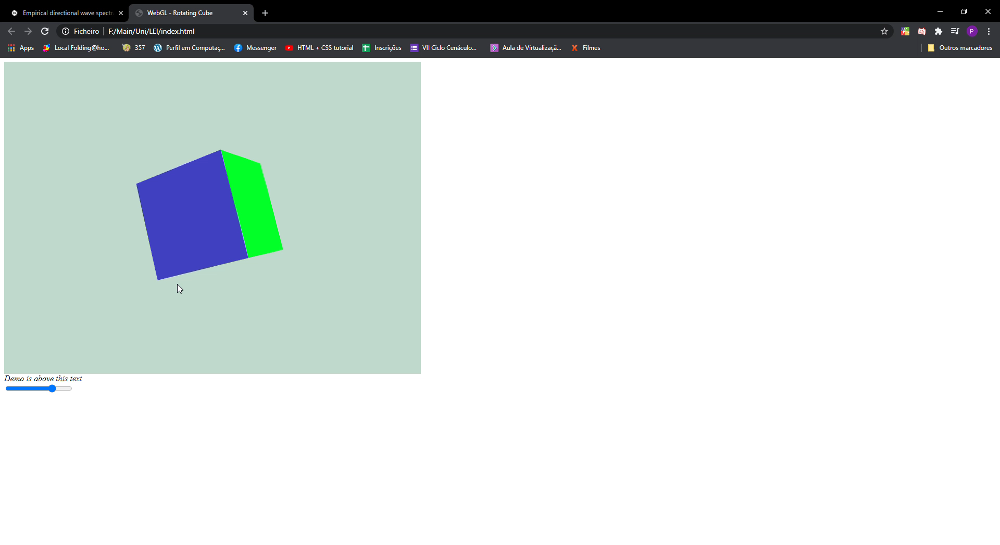 Empirical directional wave spectr
WebGL - Rotating Cube
Ficheiro
F:/Main/Uni/LEI/index.html
P
Apps
Local Folding@ho...
357
Perfil em Computaç...
Messenger
HTML + CSS tutorial
Inscrições
VII Ciclo Cenáculo...
Aula de Virtualizaçã...
Filmes
Outros marcadores
Demo is above this text